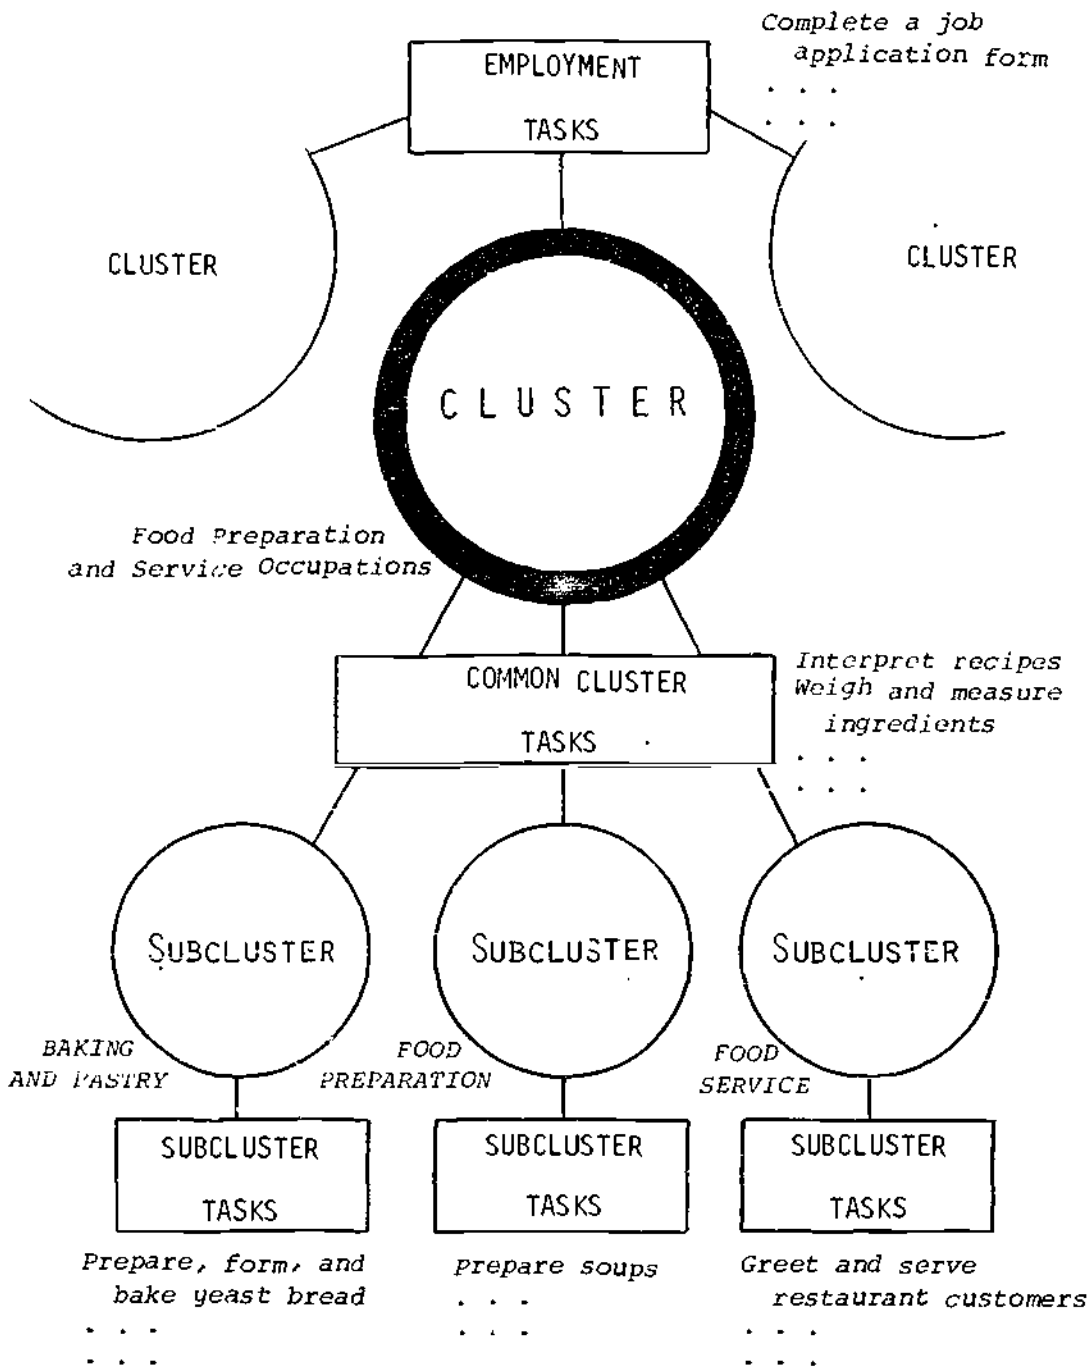 Complete a job
application form
. . .
. . .
EMPLOYMENT
TASKS
CLUSTER
CLUSTER
CLUSTER
Food Preparation
and Service Occupations
COMMON CLUSTER
TASKS
Interpret recipes
Weigh and measure
ingredients
. . .
. . .
SUBCLUSTER
SUBCLUSTER
SUBCLUSTER
BAKING
AND PASTRY
FOOD
PREPARATION
FOOD
SERVICE
SUBCLUSTER
TASKS
SUBCLUSTER
TASKS
SUBCLUSTER
TASKS
Prepare, form, and
bake yeast bread
. . .
. . .
Prepare soups
. . .
. . .
Greet and serve
restaurant customers
. . .
. . .